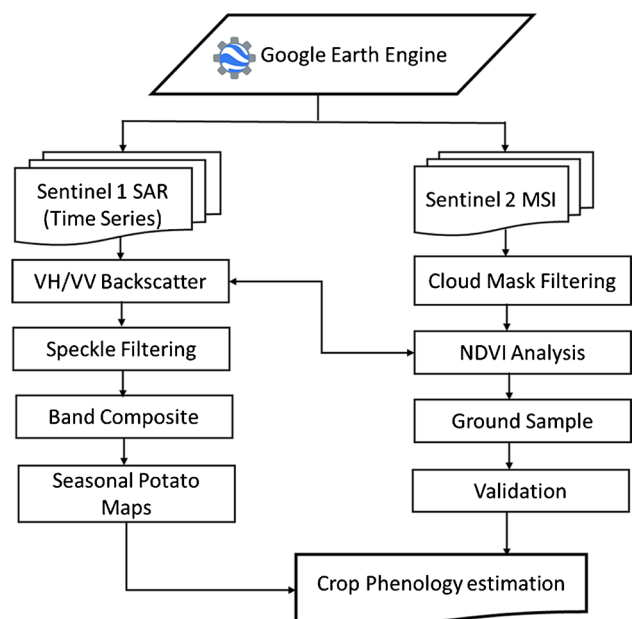 Google Earth Engine
Sentinel 1 SAR
(Time Series)
Sentinel 2 MSI
VH/VV Backscatter
Cloud Mask Filtering
Speckle Filtering
NDVI Analysis
Band Composite
Ground Sample
Seasonal Potato
Maps
Validation
Crop Phenology estimation